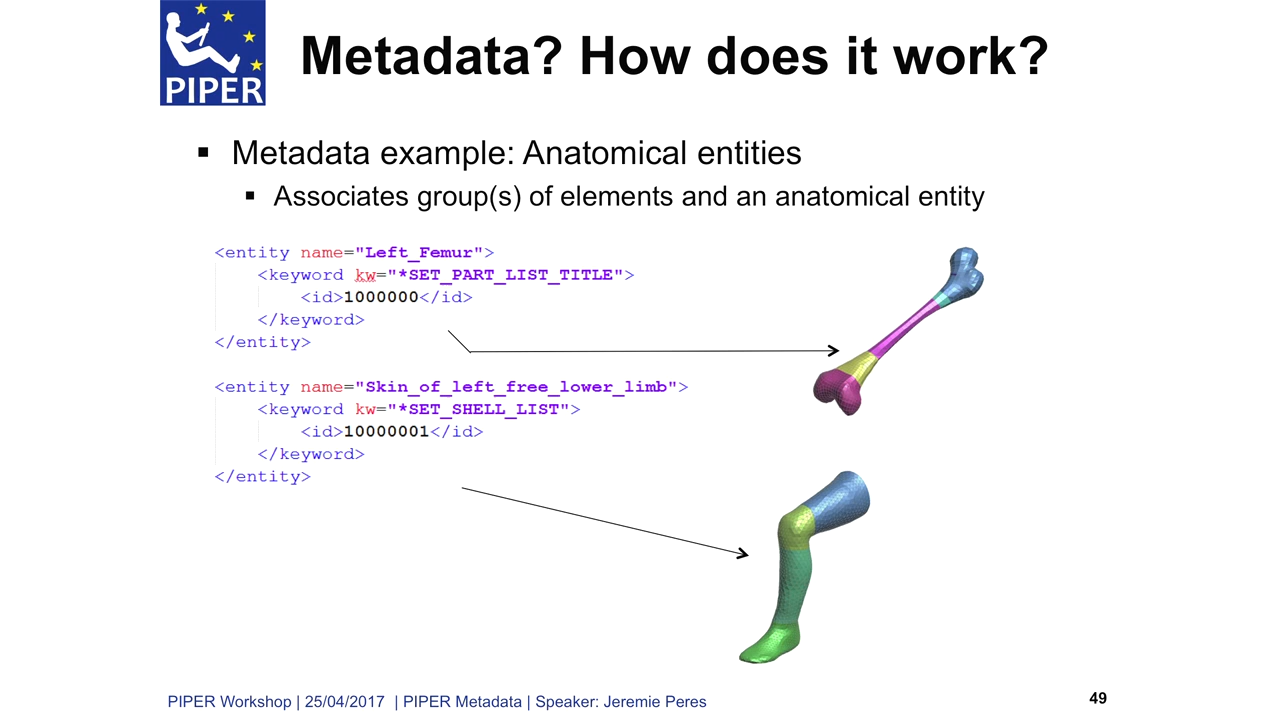 PIPER
Metadata? How does it work?
Metadata example: Anatomical entities
Associates group(s) of elements and an anatomical entity
<entity name="Left_Femur">
<keyword kw="*SET_PART_LIST_TITLE">
<id>1000000</id>
</keyword>
</entity>
<entity name="Skin_of_left_free_lower_limb">
<keyword kw="*SET_SHELL_LIST">
<id>10000001</id>
</keyword>
</entity>
PIPER Workshop | 25/04/2017 | PIPER Metadata | Speaker: Jeremie Peres
49